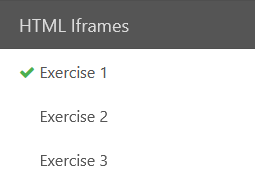 HTML Iframes
Exercise 1
Exercise 2
Exercise 3